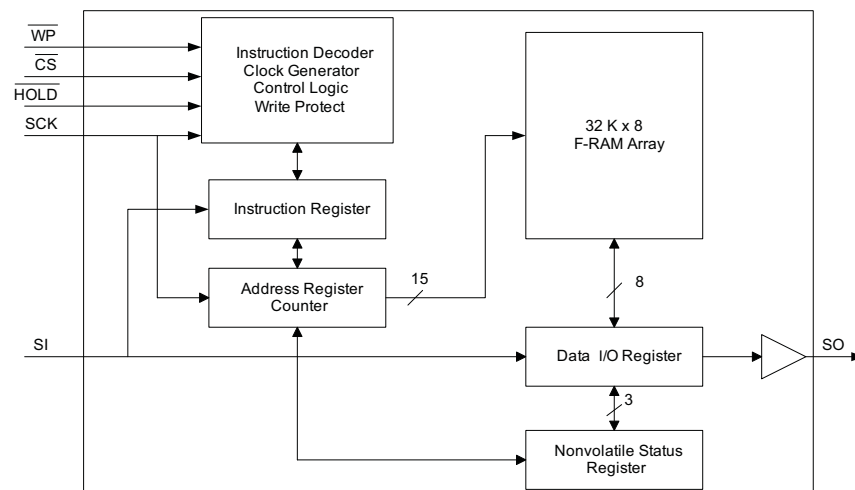 WP
CS
HOLD
SCK
Instruction Decoder
Clock Generator
Control Logic
Write Protect
32 K x 8
F-RAM Array
Instruction Register
Address Register
Counter
15
8
SI
Data I/O Register
SO
3
Nonvolatile Status
Register